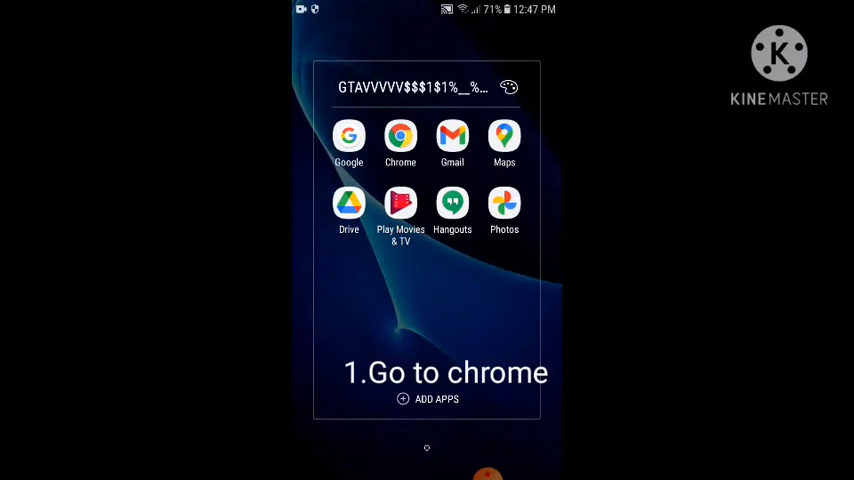 71% 12:47 PM
GTAVVVVV$$$1$1%__%...
Google Chrome Gmail Maps
Drive Play Movies & TV Hangouts Photos
1.Go to chrome
ADD APPS
K
KINEMASTER